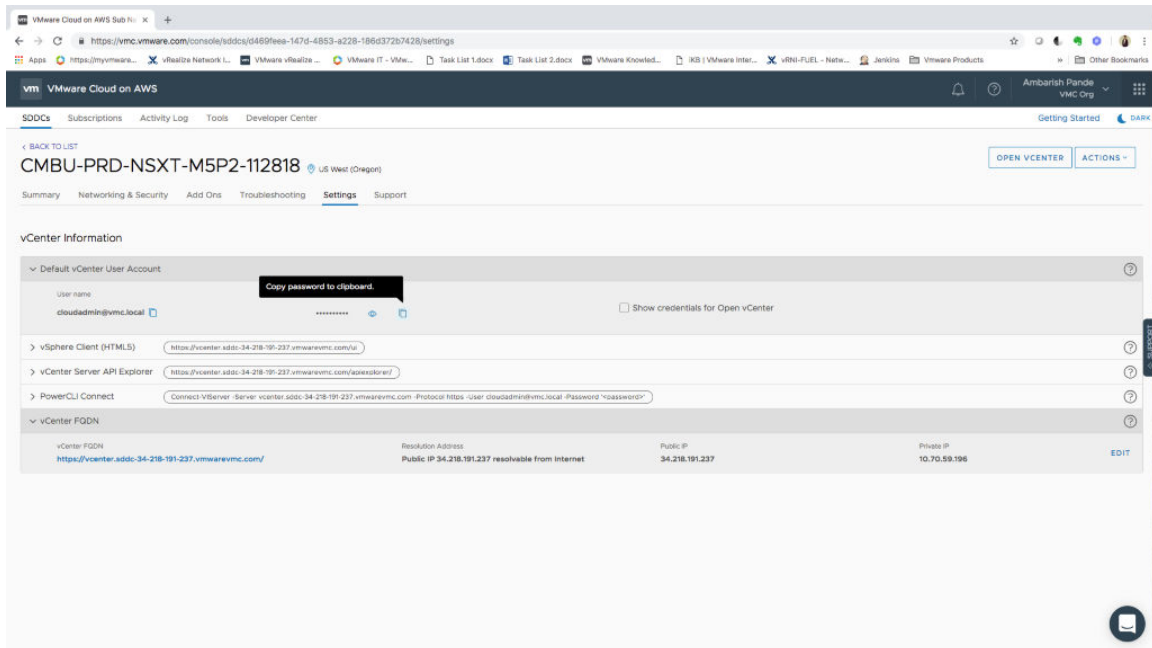 VMware Cloud on AWS Sub Ne
https://vmc.vmware.com/console/sddcs/d469feea-147d-4853-a228-186d372b7428/settings
Apps https://myvmware... vRealize Network I... VMware vRealize ... VMware IT - VMw... Task List 1.docx Task List 2.docx VMware Knowled... IKB | VMware Inter... vRNI-FUEL - Netw... Jenkins Vmware Products » Other Bookmarks
vm VMware Cloud on AWS
Ambarish Pande
VMC Org
SDDCs Subscriptions Activity Log Tools Developer Center Getting Started DARK
< BACK TO LIST
CMBU-PRD-NSXT-M5P2-112818 US West (Oregon)
OPEN VCENTER ACTIONS
Summary Networking & Security Add Ons Troubleshooting Settings Support
vCenter Information
Default vCenter User Account
Copy password to clipboard.
User name
cloudadmin@vmc.local
••••••••••
Show credentials for Open vCenter
SUPPORT
vSphere Client (HTML5) https://vcenter.sddc-34-218-191-237.vmwarevmc.com/ui
vCenter Server API Explorer https://vcenter.sddc-34-218-191-237.vmwarevmc.com/apiexplorer/
PowerCLI Connect Connect-VIServer -Server vcenter.sddc-34-218-191-237.vmwarevmc.com -Protocol https -User cloudadmin@vmc.local -Password '<password>'
vCenter FQDN
vCenter FQDN Resolution Address Public IP Private IP
https://vcenter.sddc-34-218-191-237.vmwarevmc.com/ Public IP 34.218.191.237 resolvable from internet 34.218.191.237 10.70.59.196 EDIT